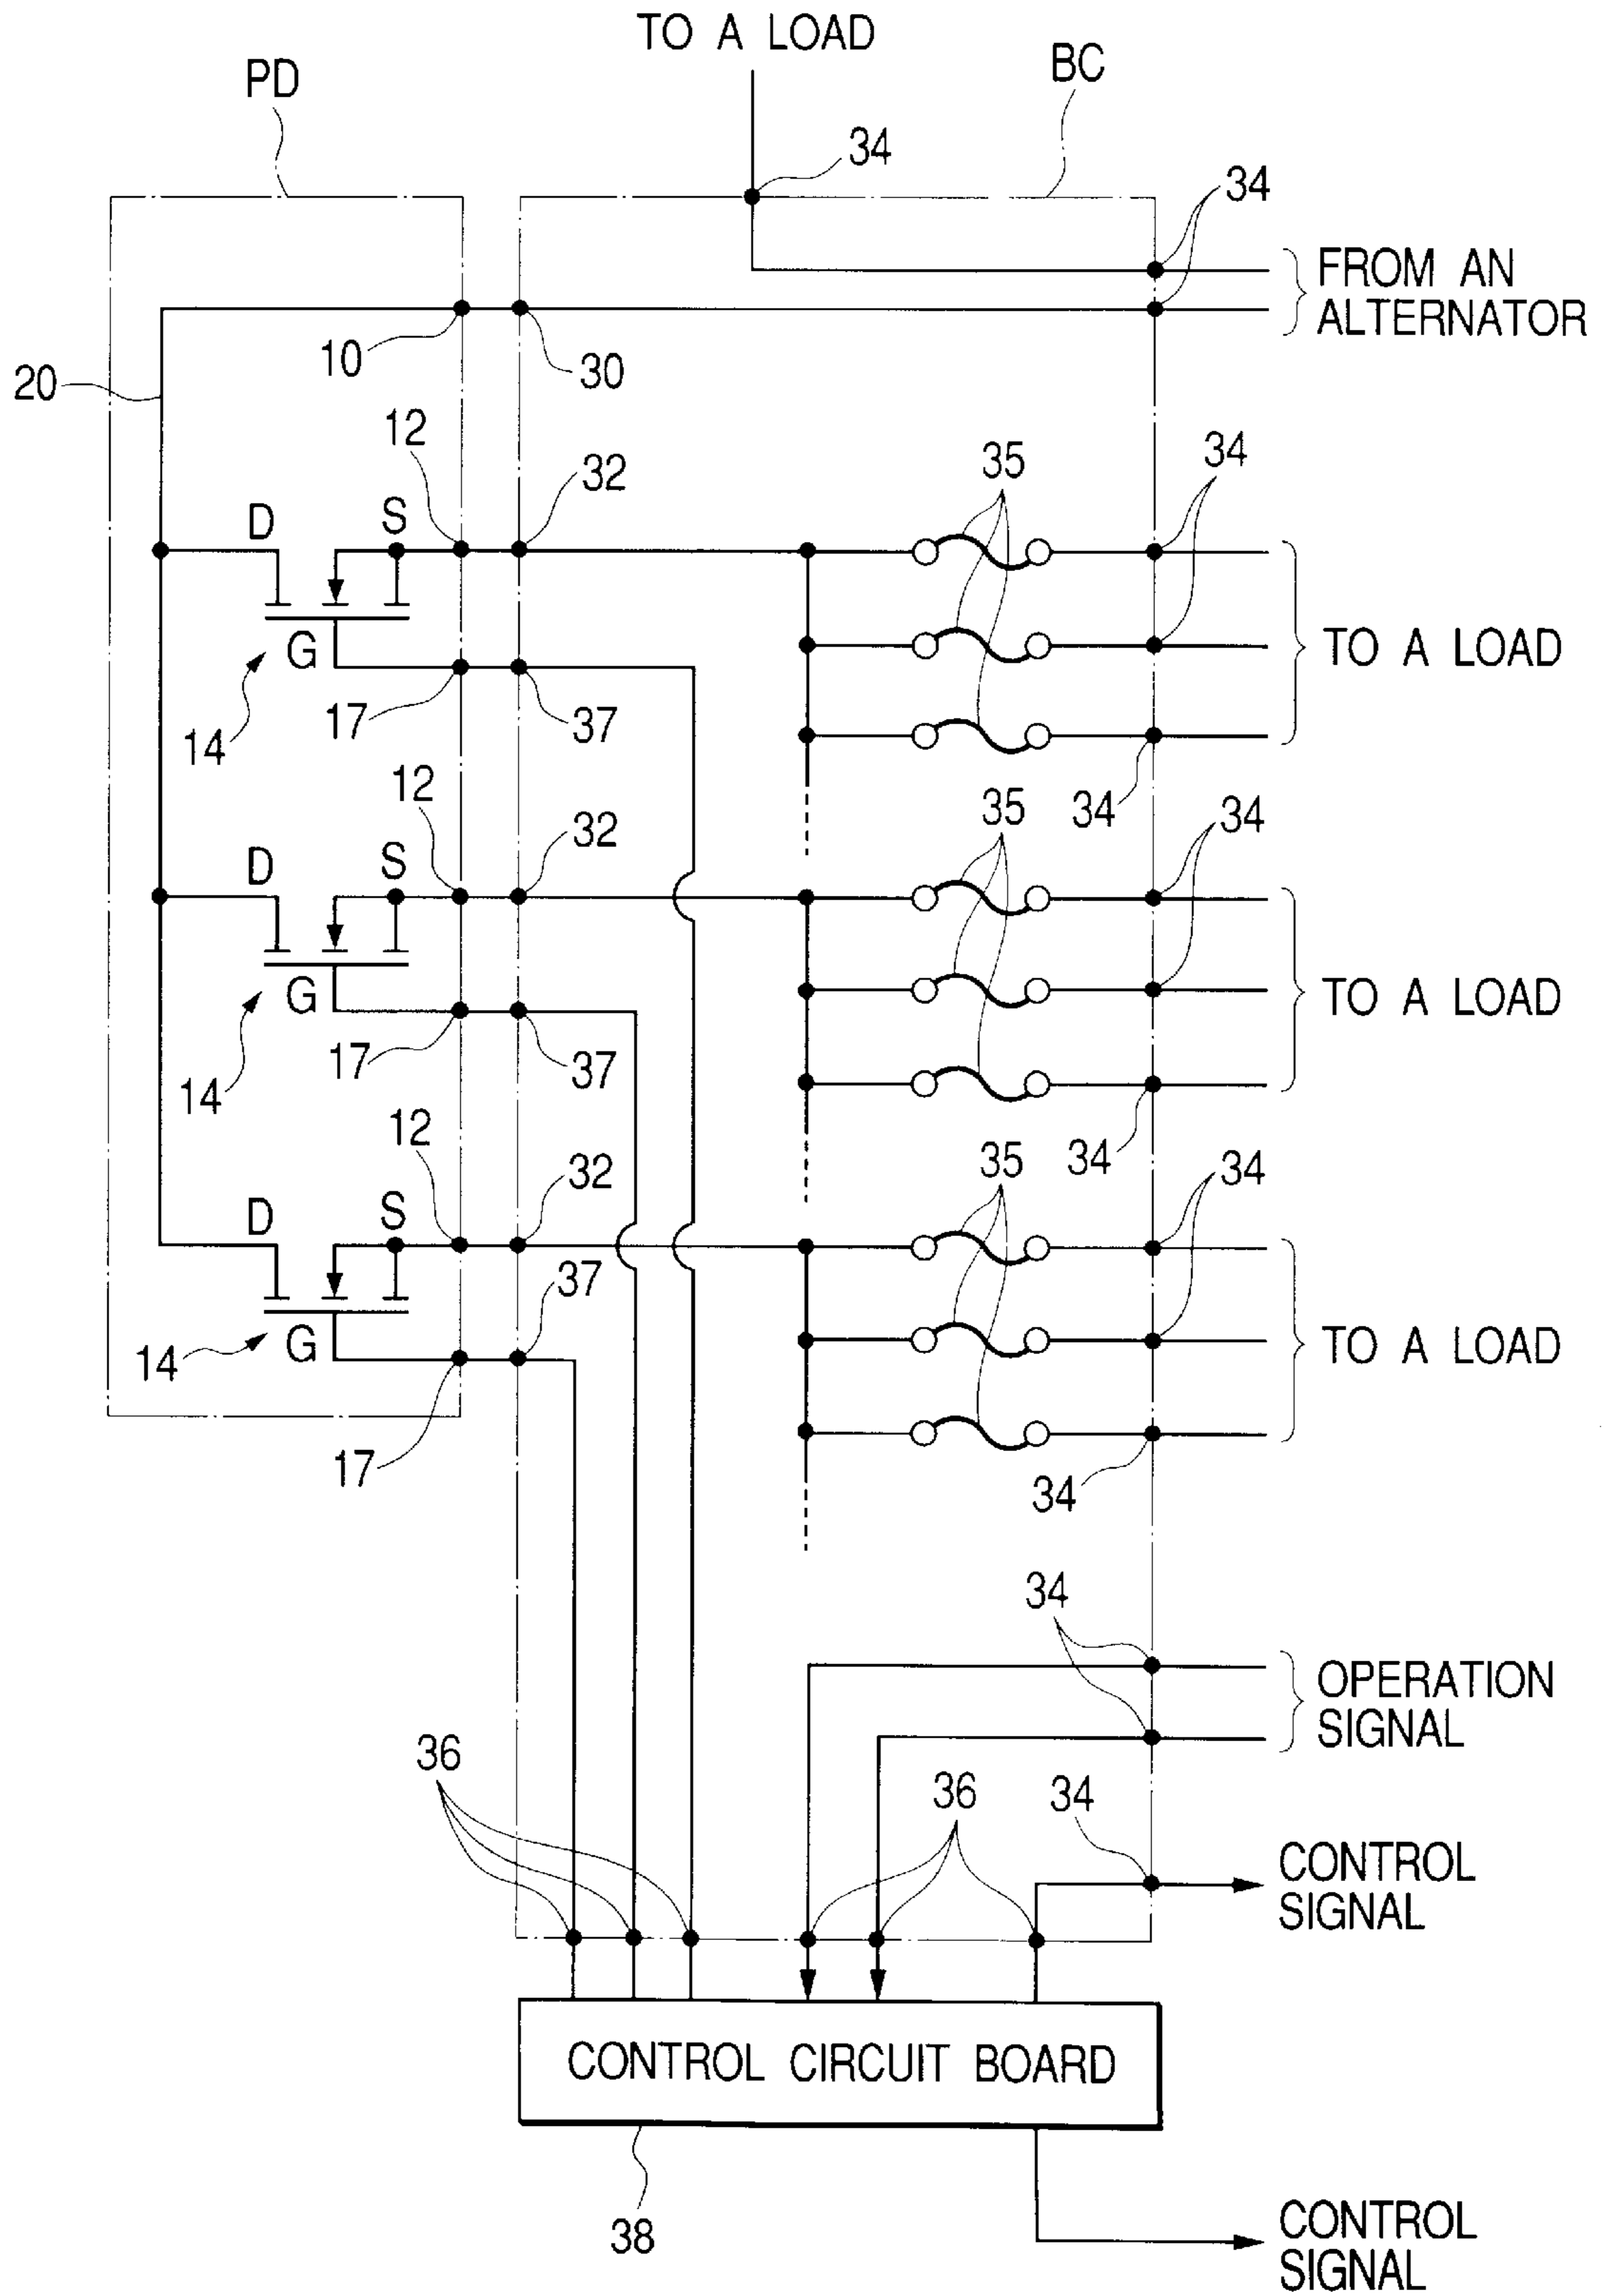 TO A LOAD
PD
BC
34
34
FROM AN
ALTERNATOR
10
30
20
12
32
35
34
D
S
G
TO A LOAD
17
37
14
34
12
32
35
34
D
S
G
TO A LOAD
17
37
14
34
12
32
35
34
D
S
37
G
TO A LOAD
14
17
34
34
OPERATION
SIGNAL
36
36
34
CONTROL
SIGNAL
CONTROL CIRCUIT BOARD
38
CONTROL
SIGNAL